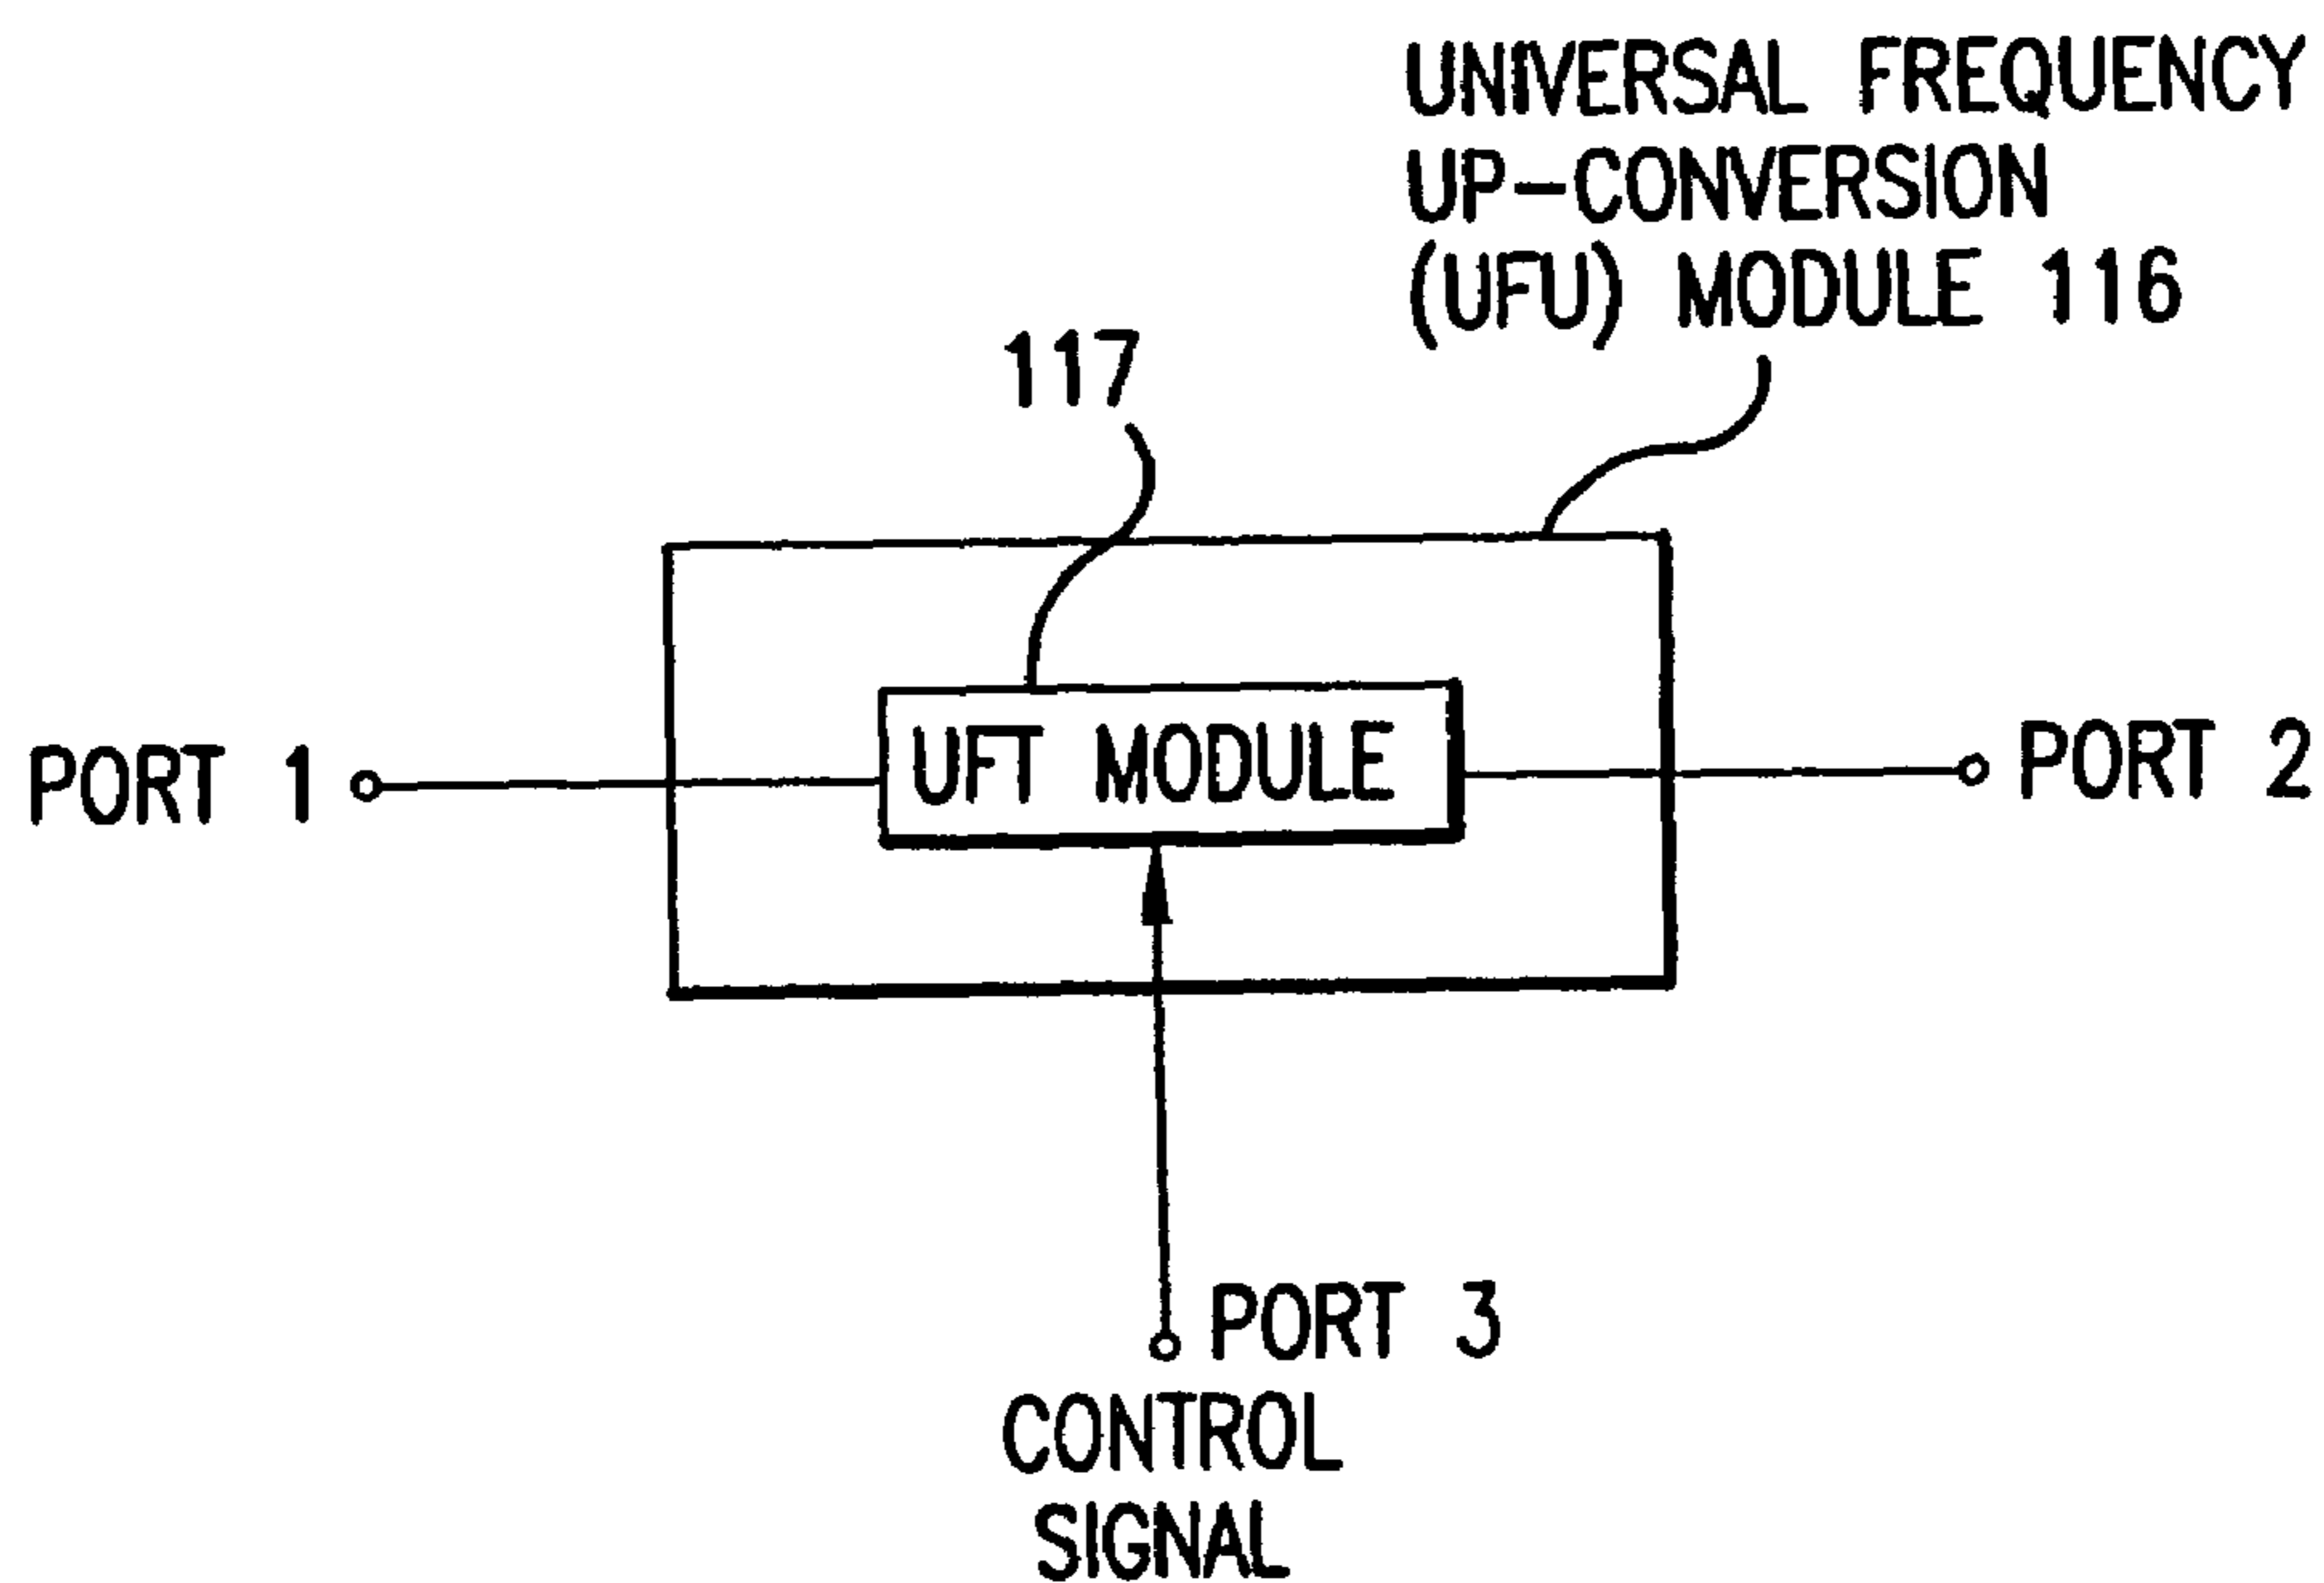 UNIVERSAL FREQUENCY
UP-CONVERSION
(UFU) MODULE 116
117
UFT MODULE
PORT 1
PORT 2
PORT 3
CONTROL
SIGNAL